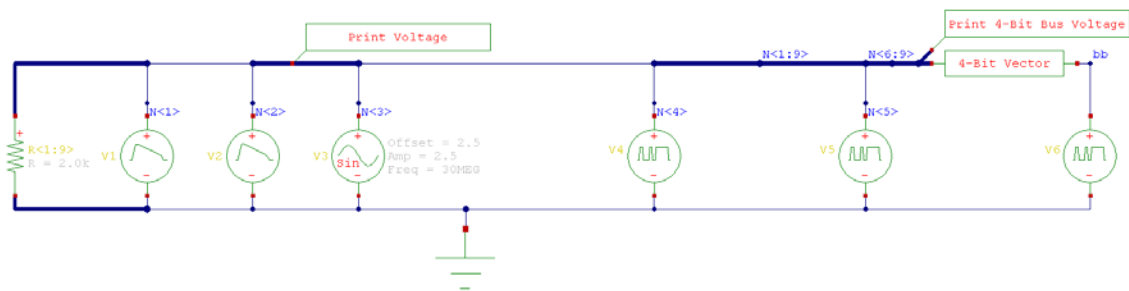 Print 4-Bit Bus Voltage
Print Voltage
N<1:9>
N<6:9>
4-Bit Vector
bb
N<1>
N<2>
N<3>
N<4>
N<5>
+
R<1:9>
R = 2.0k
V1
+
-
V2
+
-
V3
+
Sin
-
Offset = 2.5
Amp = 2.5
Freq = 30MEG
V4
+
-
V5
+
-
V6
+
-